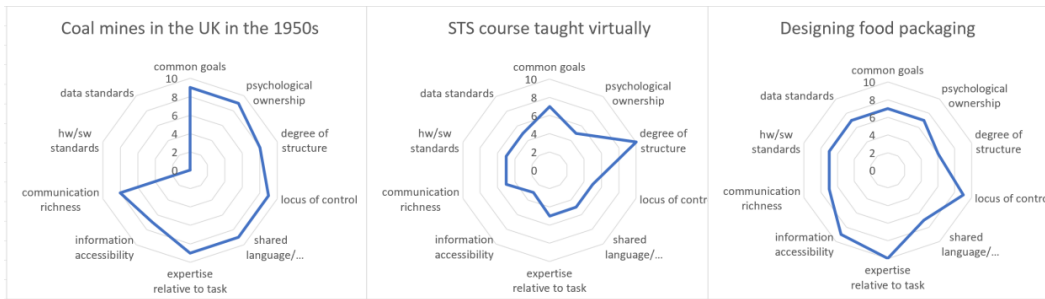 Coal mines in the UK in the 1950s
common goals
10
8
6
4
2
0
psychological
ownership
degree of
structure
locus of control
shared
language/...
expertise
relative to task
information
accessibility
communication
richness
hw/sw
standards
data standards
STS course taught virtually
common goals
10
8
6
4
2
0
psychological
ownership
degree of
structure
locus of control
shared
language/...
expertise
relative to task
information
accessibility
communication
richness
hw/sw
standards
data standards
Designing food packaging
common goals
10
8
6
4
2
0
psychological
ownership
degree of
structure
locus of control
shared
language/...
expertise
relative to task
information
accessibility
communication
richness
hw/sw
standards
data standards